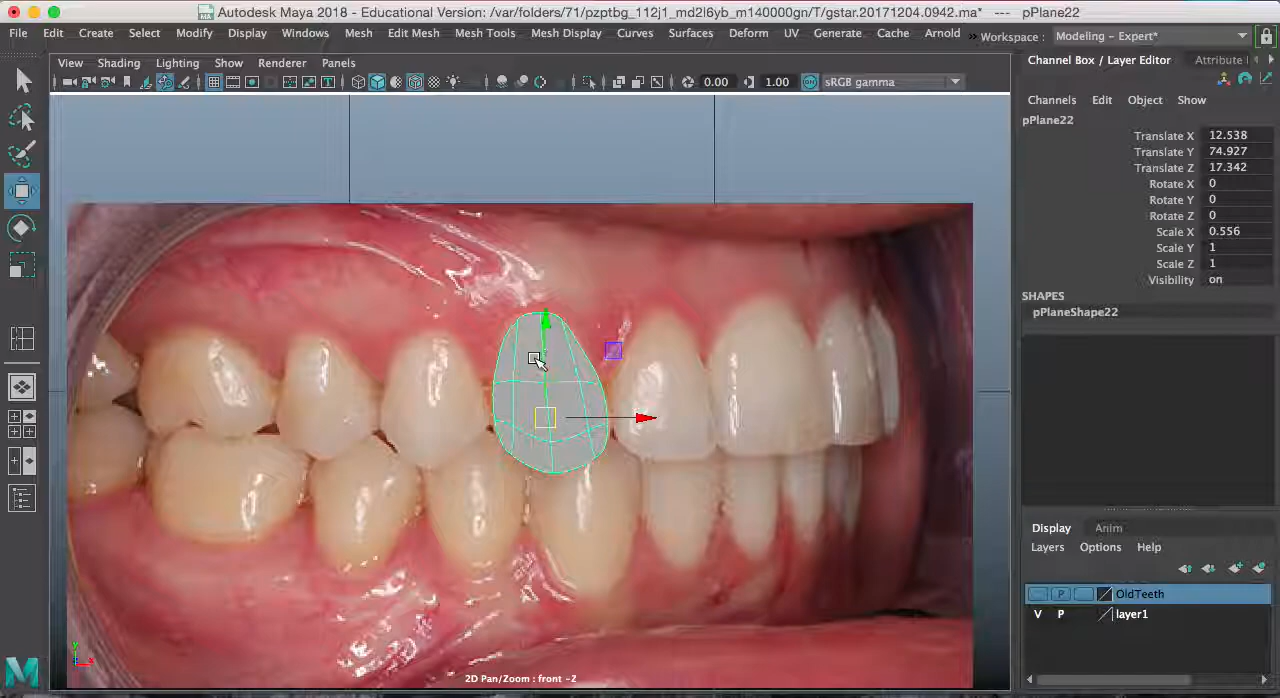 Autodesk Maya 2018 - Educational Version: /var/folders/71/pzptbg_112j1_md2l6yb_m140000gn/T/gstar.20171204.0942.ma* --- pPlane22
File Edit Create Select Modify Display Windows Mesh Edit Mesh Mesh Tools Mesh Display Curves Surfaces Deform UV Generate Cache Arnold » Workspace : Modeling - Expert*
View Shading Lighting Show Renderer Panels
Channel Box / Layer Editor Attribute
0.00 1.00 sRGB gamma
Channels Edit Object Show
pPlane22
Translate X 12.538
Translate Y 74.927
Translate Z 17.342
Rotate X 0
Rotate Y 0
Rotate Z 0
Scale X 0.556
Scale Y 1
Scale Z 1
Visibility on
SHAPES
pPlaneShape22
Display Anim
Layers Options Help
P OldTeeth
V P layer1
y
x
2D Pan/Zoom : front -Z
M